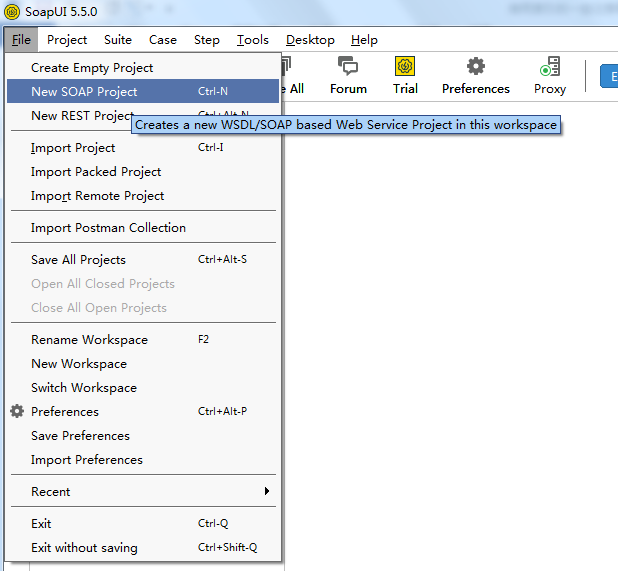 SoapUI 5.5.0
File Project Suite Case Step Tools Desktop Help
All Forum Trial Preferences Proxy
Create Empty Project
New SOAP Project Ctrl-N
New REST Project Ctrl+Alt-N
Creates a new WSDL/SOAP based Web Service Project in this workspace
Import Project Ctrl-I
Import Packed Project
Import Remote Project
Import Postman Collection
Save All Projects Ctrl+Alt-S
Open All Closed Projects
Close All Open Projects
Rename Workspace F2
New Workspace
Switch Workspace
Preferences Ctrl+Alt-P
Save Preferences
Import Preferences
Recent
Exit Ctrl-Q
Exit without saving Ctrl+Shift-Q